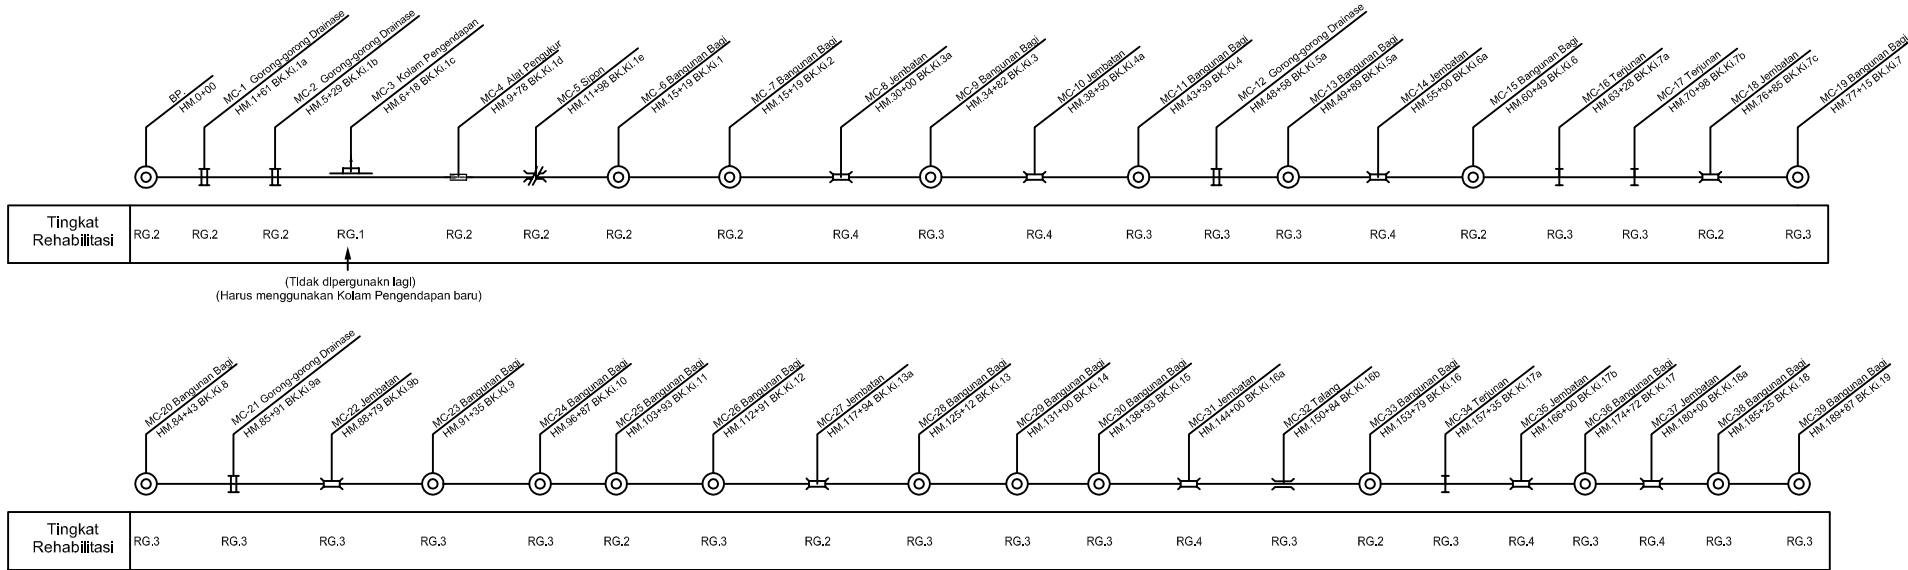 BP.
HM.0+00
MC-1 Gorong-gorong Drainase
HM.1+61 BK.Ki.1a
MC-2 Gorong-gorong Drainase
HM.5+29 BK.Ki.1b
MC-3 Kolam Pengendapan
HM.6+18 BK.Ki.1c
MC-4 Alat Pengukur
HM.9+78 BK.Ki.1d
MC-5 Sipon
HM.11+98 BK.Ki.1e
MC-6 Bangunan Bagi
HM.15+19 BK.Ki.1
MC-7 Bangunan Bagi
HM.15+19 BK.Ki.2
MC-8 Jembatan
HM.30+00 BK.Ki.3a
MC-9 Bangunan Bagi
HM.34+82 BK.Ki.3
MC-10 Jembatan
HM.38+50 BK.Ki.4a
MC-11 Bangunan Bagi
HM.43+39 BK.Ki.4
MC-12 Gorong-gorong Drainase
HM.48+58 BK.Ki.5a
MC-13 Bangunan Bagi
HM.49+89 BK.Ki.5a
MC-14 Jembatan
HM.55+00 BK.Ki.6a
MC-15 Bangunan Bagi
HM.60+49 BK.Ki.6
MC-16 Terjunan
HM.63+28 BK.Ki.7a
MC-17 Terjunan
HM.70+98 BK.Ki.7b
MC-18 Jembatan
HM.76+85 BK.Ki.7c
MC-19 Bangunan Bagi
HM.77+15 BK.Ki.7
Tingkat
Rehabilitasi
RG.2 RG.2 RG.2 RG.1 RG.2 RG.2 RG.2 RG.2 RG.4 RG.3 RG.4 RG.3 RG.3 RG.3 RG.4 RG.2 RG.3 RG.3 RG.2 RG.3
(Tidak dipergunakn lagi)
(Harus menggunakan Kolam Pengendapan baru)
MC-20 Bangunan Bagi
HM.84+43 BK.Ki.8
MC-21 Gorong-gorong Drainase
HM.85+91 BK.Ki.9a
MC-22 Jembatan
HM.88+79 BK.Ki.9b
MC-23 Bangunan Bagi
HM.91+35 BK.Ki.9
MC-24 Bangunan Bagi
HM.96+87 BK.Ki.10
MC-25 Bangunan Bagi
HM.103+93 BK.Ki.11
MC-26 Bangunan Bagi
HM.112+91 BK.Ki.12
MC-27 Jembatan
HM.117+94 BK.Ki.13a
MC-28 Bangunan Bagi
HM.125+12 BK.Ki.13
MC-29 Bangunan Bagi
HM.131+00 BK.Ki.14
MC-30 Bangunan Bagi
HM.138+93 BK.Ki.15
MC-31 Jembatan
HM.144+00 BK.Ki.16a
MC-32 Talang
HM.150+84 BK.Ki.16b
MC-33 Bangunan Bagi
HM.153+79 BK.Ki.16
MC-34 Terjunan
HM.157+35 BK.Ki.17a
MC-35 Jembatan
HM.166+00 BK.Ki.17b
MC-36 Bangunan Bagi
HM.174+72 BK.Ki.17
MC-37 Jembatan
HM.180+00 BK.Ki.18a
MC-38 Bangunan Bagi
HM.185+25 BK.Ki.18
MC-39 Bangunan Bagi
HM.189+87 BK.Ki.19
Tingkat
Rehabilitasi
RG.3 RG.3 RG.3 RG.3 RG.3 RG.2 RG.3 RG.2 RG.3 RG.3 RG.3 RG.4 RG.3 RG.2 RG.3 RG.4 RG.3 RG.4 RG.3 RG.3